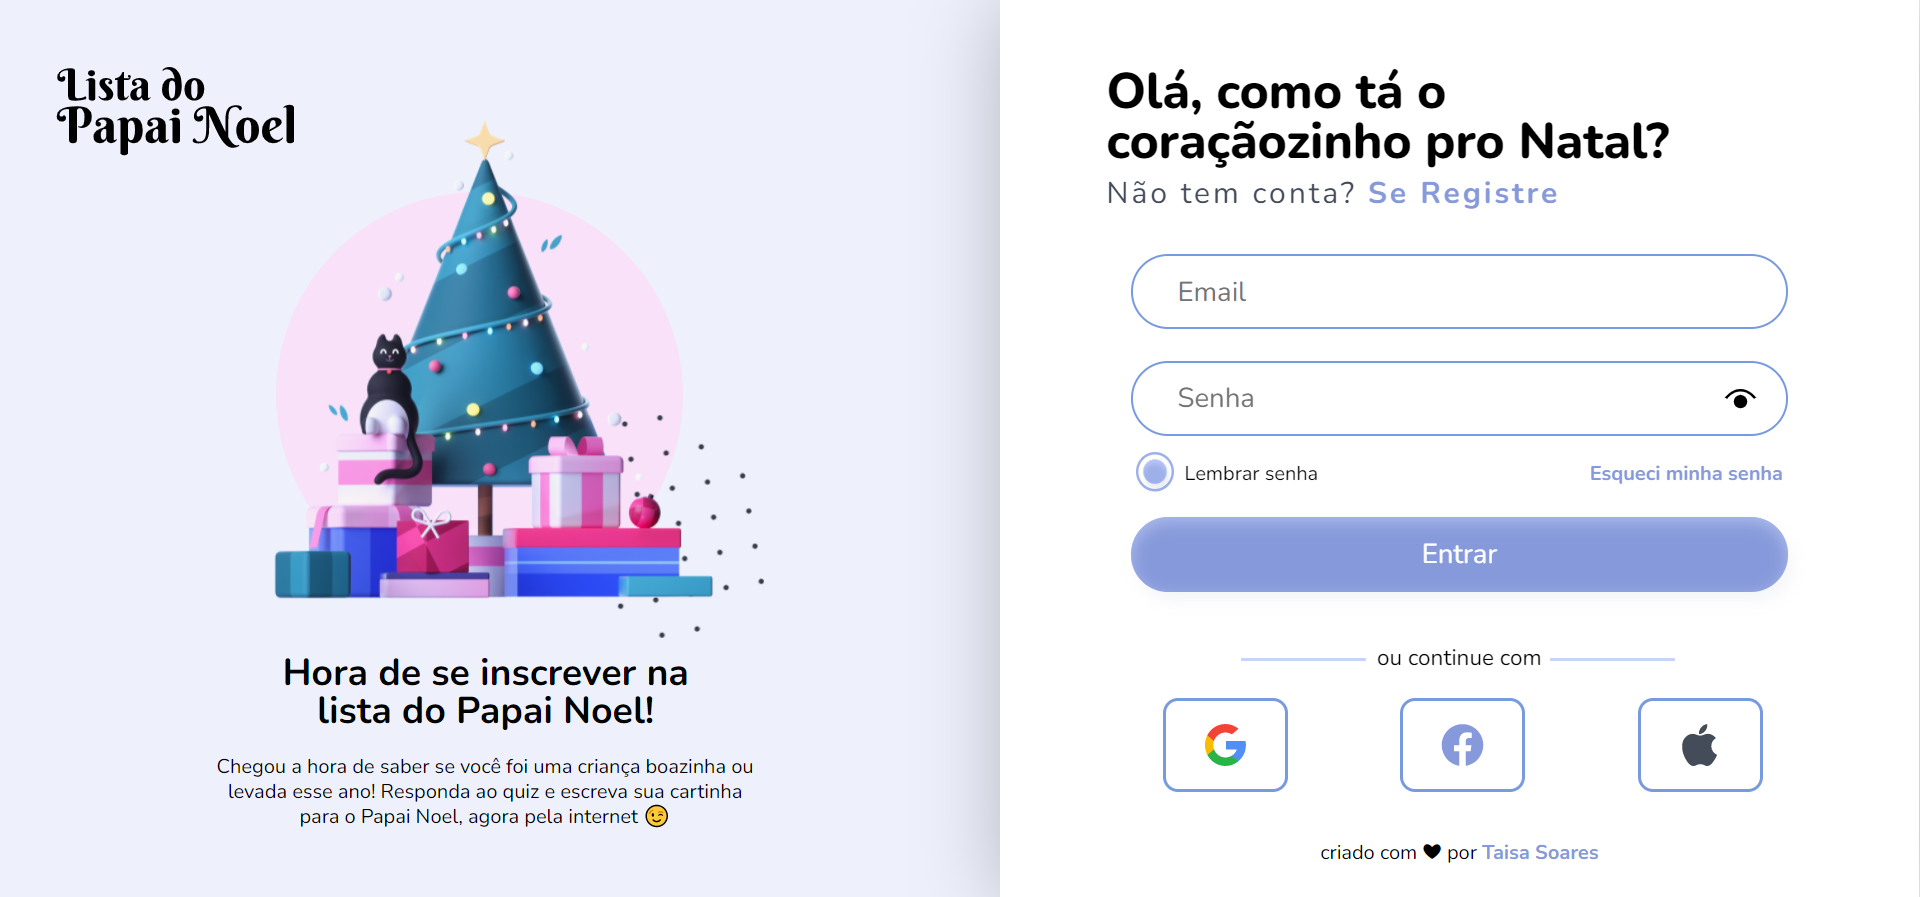 Lista do
Papai Noel
Hora de se inscrever na
lista do Papai Noel!
Chegou a hora de saber se você foi uma criança boazinha ou
levada esse ano! Responda ao quiz e escreva sua cartinha
para o Papai Noel, agora pela internet 😉
Olá, como tá o
coraçãozinho pro Natal?
Não tem conta? Se Registre
Email
Senha
Lembrar senha
Esqueci minha senha
Entrar
ou continue com
criado com ♥ por Taisa Soares